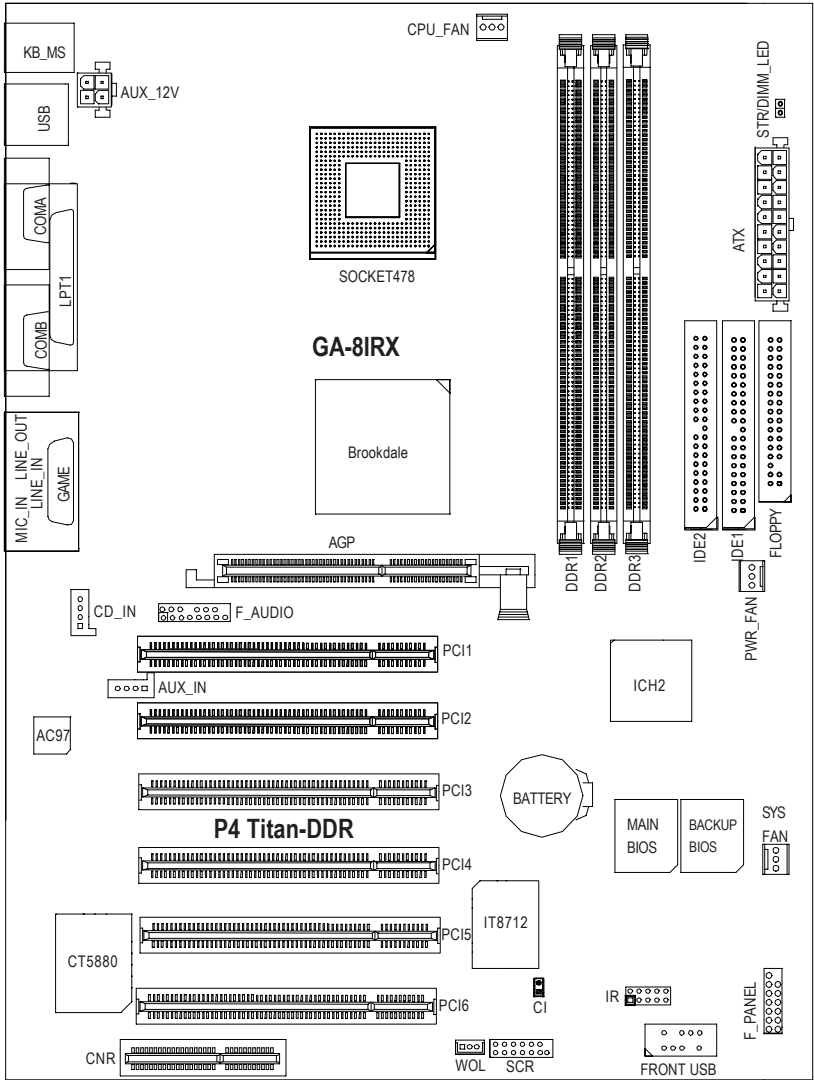 CPU_FAN
KB_MS
AUX_12V
USB
STR/DIMM_LED
COMA
LPT1
COMB
ATX
SOCKET478
GA-8IRX
Brookdale
MIC_IN LINE_OUT
LINE_IN
GAME
AGP
DDR1
DDR2
DDR3
IDE2
IDE1
FLOPPY
PWR_FAN
CD_IN
F_AUDIO
PCI1
AUX_IN
ICH2
PCI2
AC97
PCI3
BATTERY
P4 Titan-DDR
MAIN
BIOS
BACKUP
BIOS
SYS
FAN
PCI4
IT8712
PCI5
CT5880
PCI6
CI
IR
F_PANEL
CNR
WOL
SCR
FRONT USB